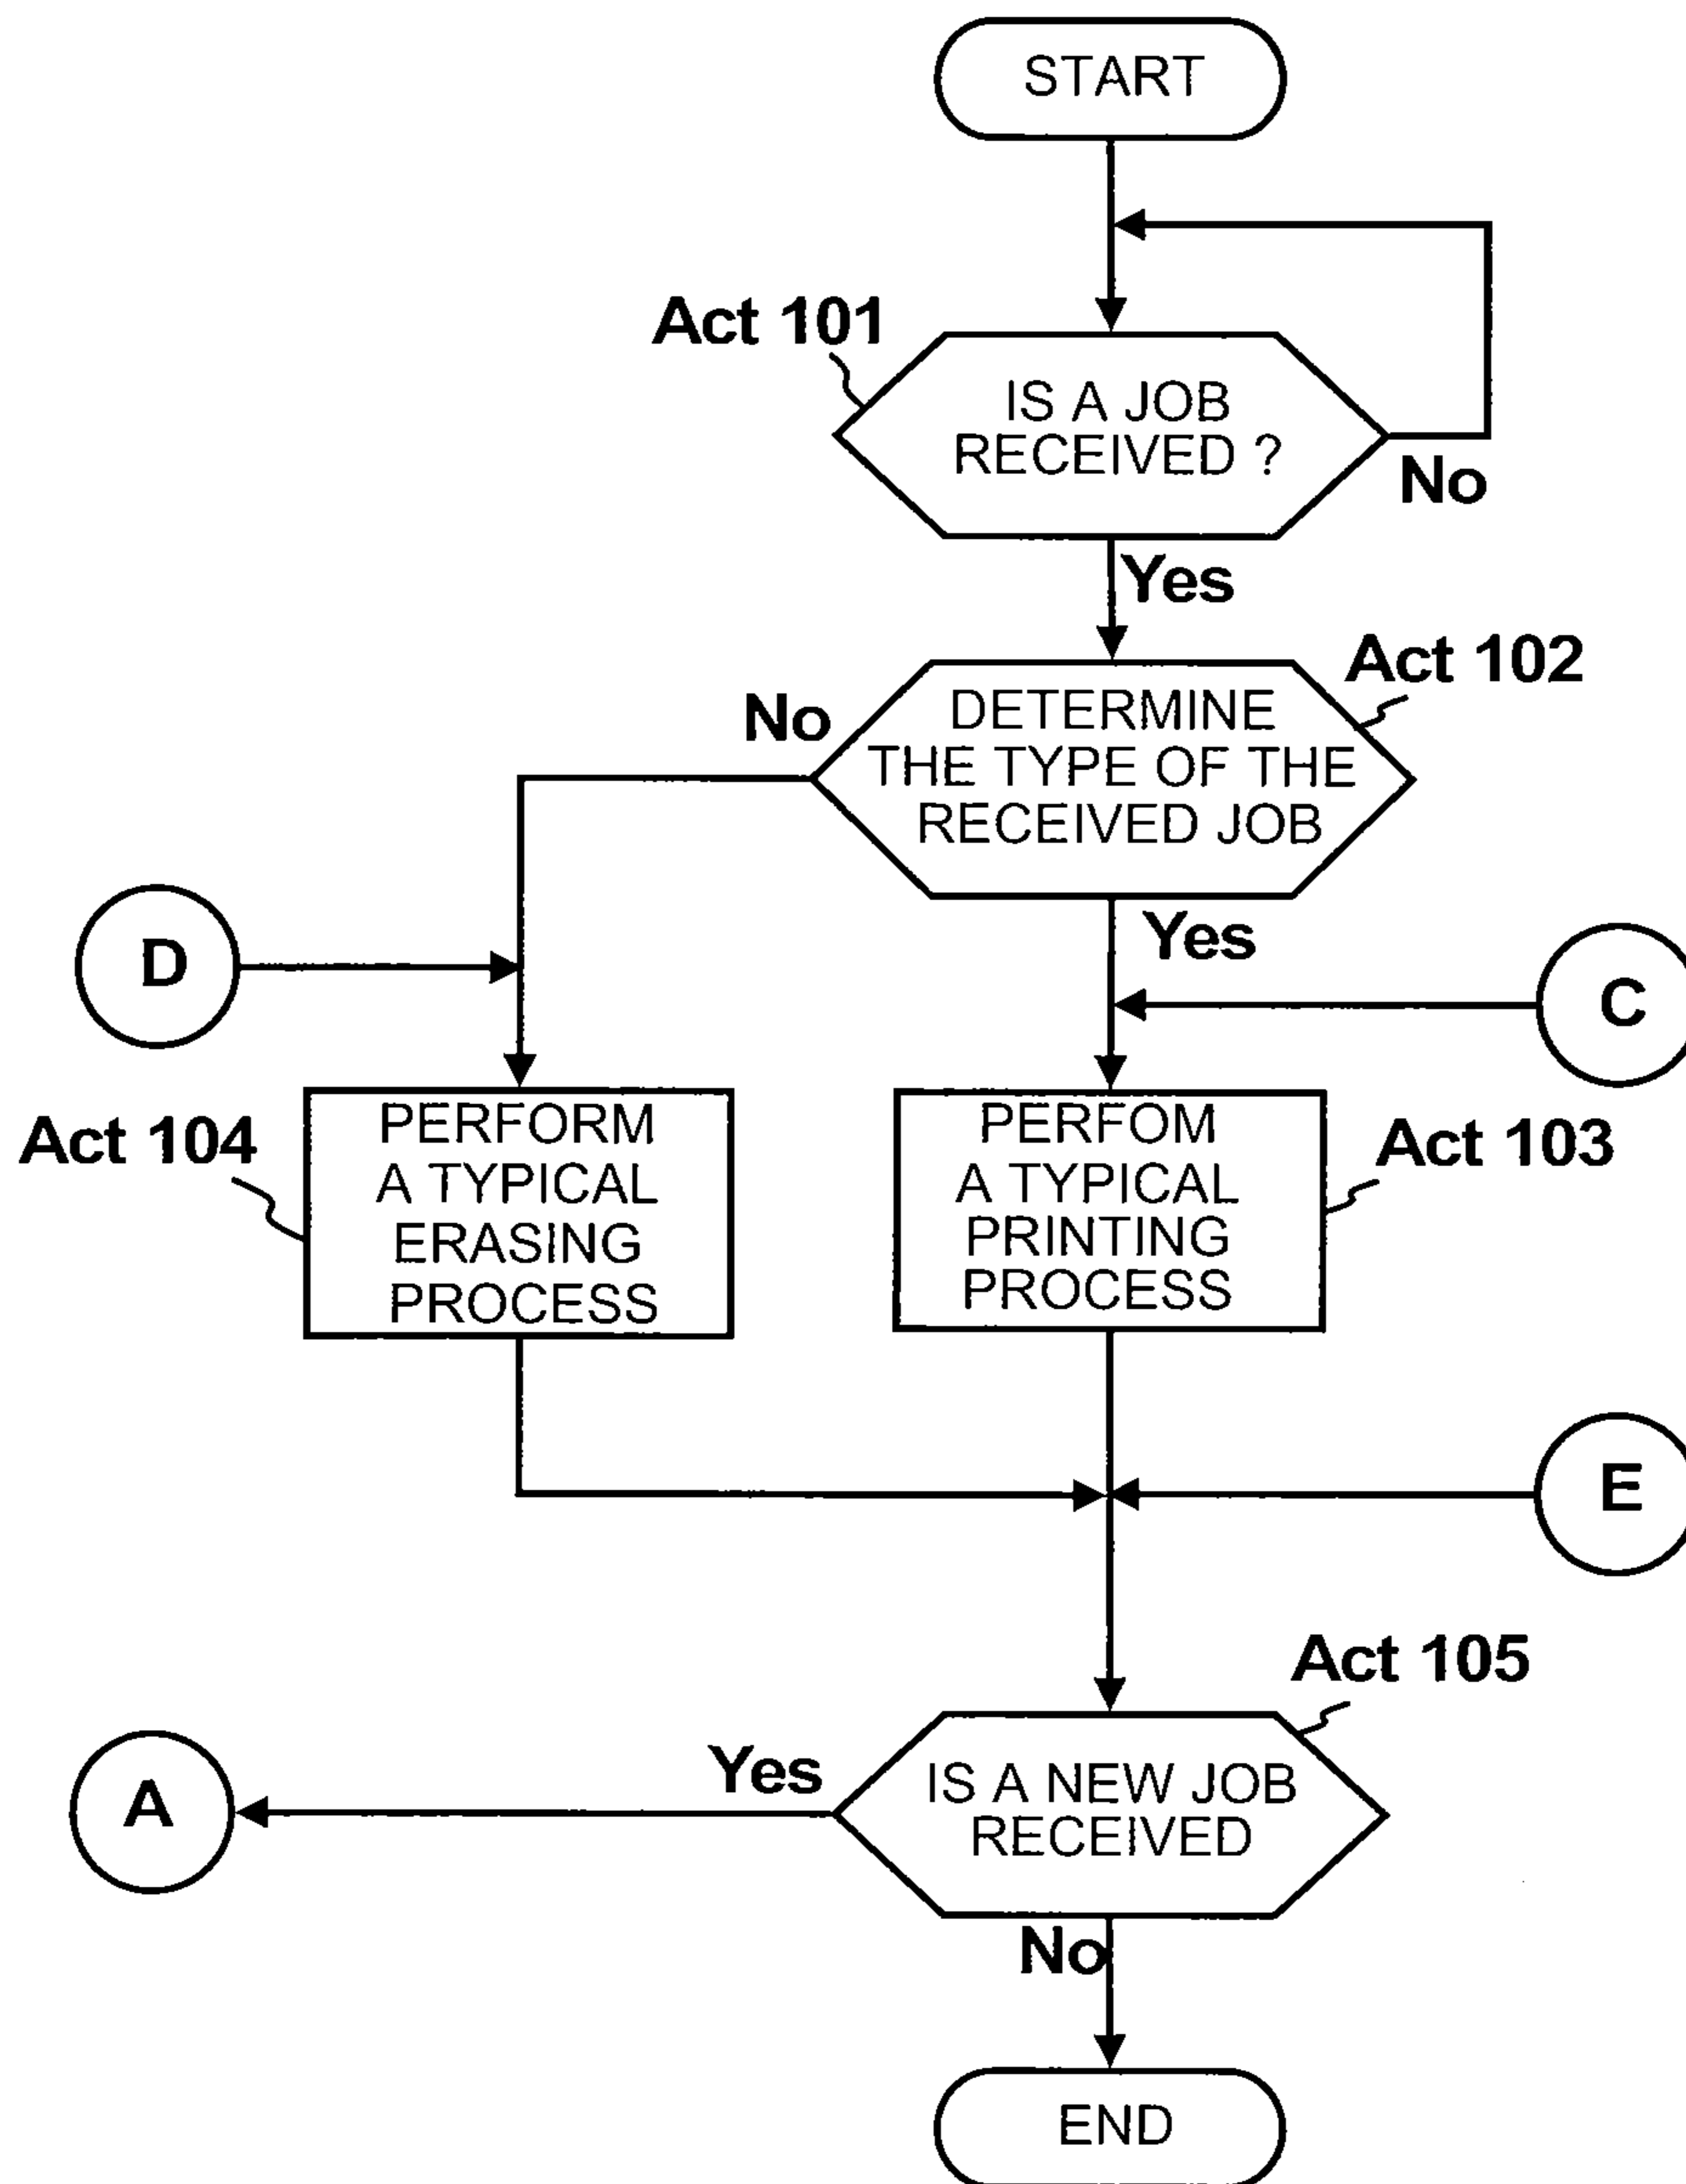 START
Act 101
IS A JOB
RECEIVED ?
No
Yes
Act 102
No
DETERMINE
THE TYPE OF THE
RECEIVED JOB
Yes
D
C
Act 104
PERFORM
A TYPICAL
ERASING
PROCESS
PERFOM
A TYPICAL
PRINTING
PROCESS
Act 103
E
Act 105
Yes
A
IS A NEW JOB
RECEIVED
No
END